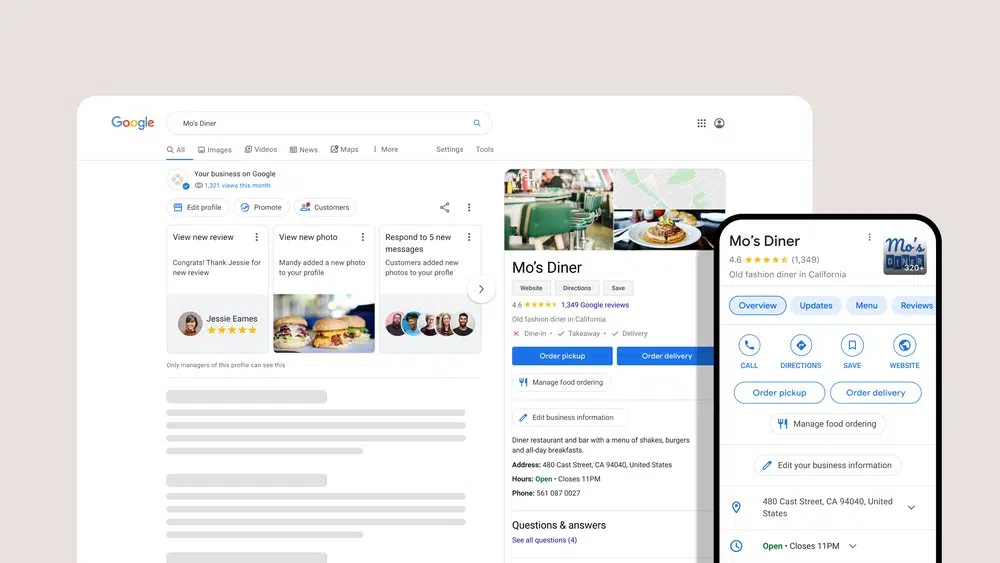 Google
Mo's Diner
All Images Videos News Maps More Settings Tools
Your business on Google
1,321 views this month
Edit profile Promote Customers
View new review
Congrats! Thank Jessie for
new review
Jessie Eames
View new photo
Mandy added a new photo
to your profile
Respond to 5 new
messages
Customers added new
photos to your profle
Only managers of this profile can see this
Mo's Diner
Website Directions Save
4.6 1,349 Google reviews
Old fashion diner in California
Dine-in • Takeaway • Delivery
Order pickup Order delivery
Manage food ordering
Edit business information
Diner restaurant and bar with a menu of shakes, burgers
and all-day breakfasts.
Address: 480 Cast Street, CA 94040, United States
Hours: Open • Closes 11PM
Phone: 561 087 0027
Questions & answers
See all questions (4)
Mo's Diner
4.6 (1,349)
Old fashion diner in California
Mo's
DINER
320+
Overview Updates Menu Reviews
CALL DIRECTIONS SAVE WEBSITE
Order pickup Order delivery
Manage food ordering
Edit your business information
480 Cast Street, CA 94040, United
States
Open • Closes 11PM